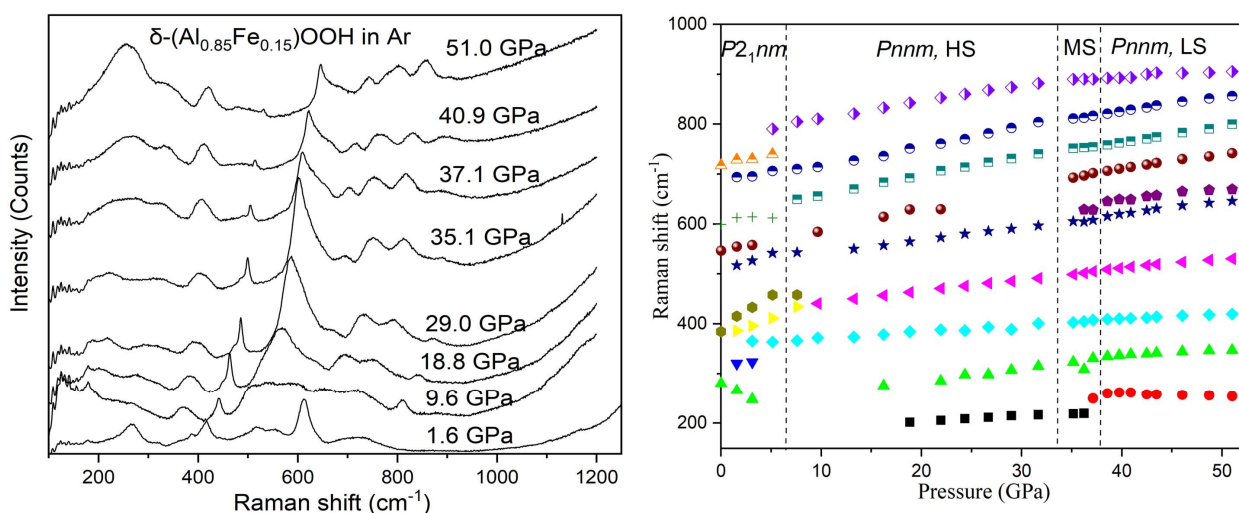 δ-(Al0.85Fe0.15)OOH in Ar
51.0 GPa
40.9 GPa
37.1 GPa
35.1 GPa
29.0 GPa
18.8 GPa
9.6 GPa
1.6 GPa
Intensity (Counts)
200 400 600 800 1000 1200
Raman shift (cm-1)
P21nm Pnnm, HS MS Pnnm, LS
1000
800
600
400
200
Raman shift (cm-1)
0 10 20 30 40 50
Pressure (GPa)